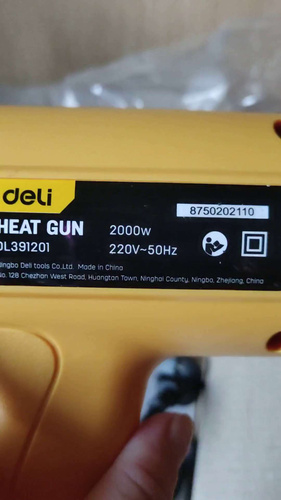 deli
8750202110
HEAT GUN 2000w
DL391201 220V~50Hz
Ningbo Deli tools Co.,Ltd. Made in China
No. 128 Chezhan West Road, Huangtan Town, Ninghai County, Ningbo, Zhejiang, China